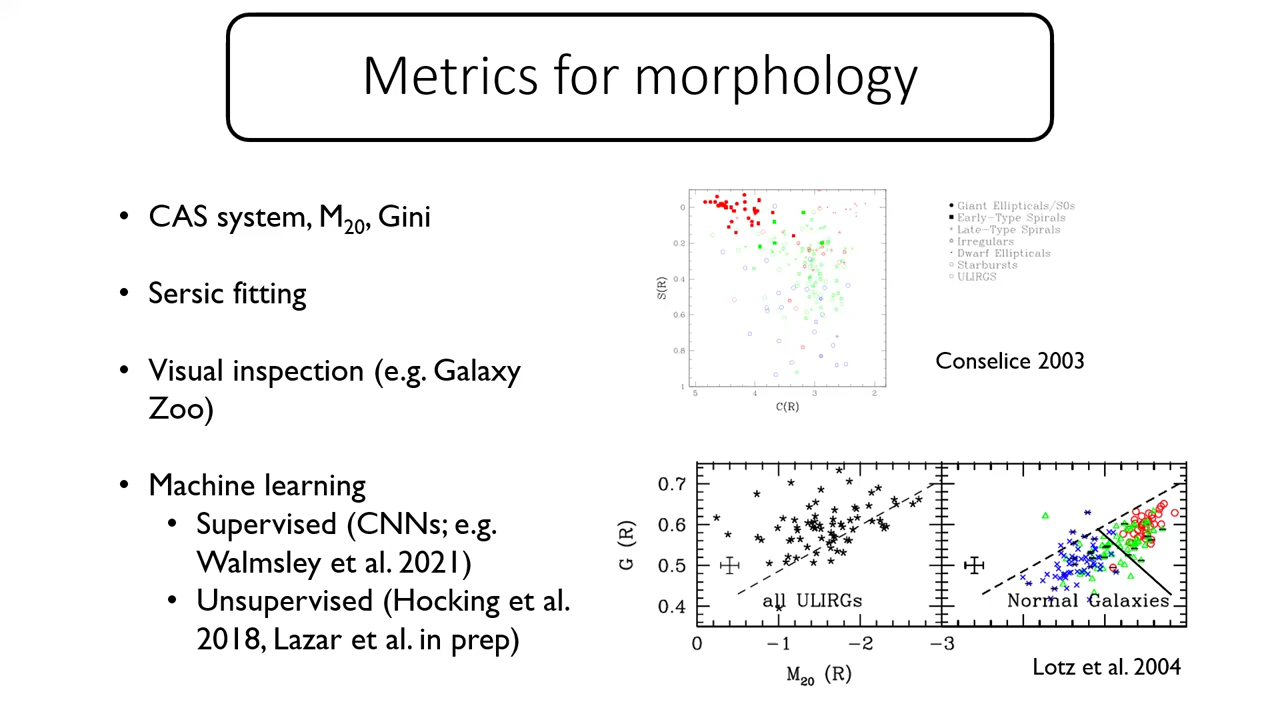 Metrics for morphology
• CAS system, M₂₀, Gini
• Sersic fitting
• Visual inspection (e.g. Galaxy
Zoo)
• Machine learning
• Supervised (CNNs; e.g.
Walmsley et al. 2021)
• Unsupervised (Hocking et al.
2018, Lazar et al. in prep)
0
0.2
0.4
0.6
0.8
1
S(R)
5 4 3 2
C(R)
Giant Ellipticals/S0s
Early-Type Spirals
Late-Type Spirals
Irregulars
Dwarf Ellipticals
Starbursts
ULIRGS
Conselice 2003
0.7
0.6
0.5
0.4
G (R)
all ULIRGs
Normal Galaxies
0 −1 −2 −3
M₂₀ (R)
Lotz et al. 2004